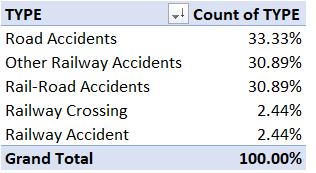 TYPE Count of TYPE
Road Accidents 33.33%
Other Railway Accidents 30.89%
Rail-Road Accidents 30.89%
Railway Crossing 2.44%
Railway Accident 2.44%
Grand Total 100.00%